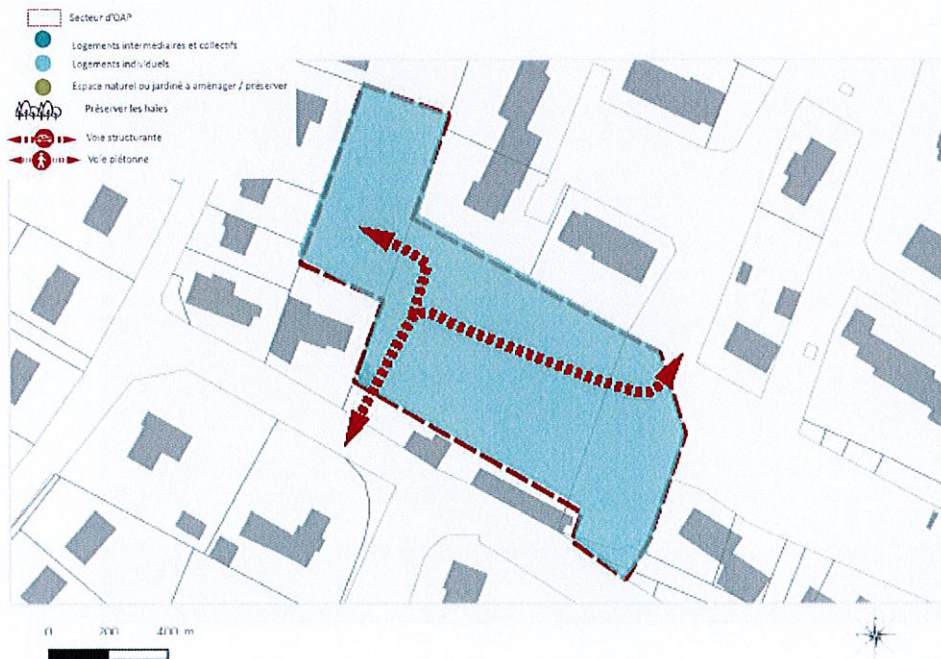 Secteur d'OAP
Logements intermédiaires et collectifs
Logements individuels
Espace naturel ou jardiné à aménager / préserver
Préserver les haies
Voie structurante
Voie piétonne
0 200 400 m